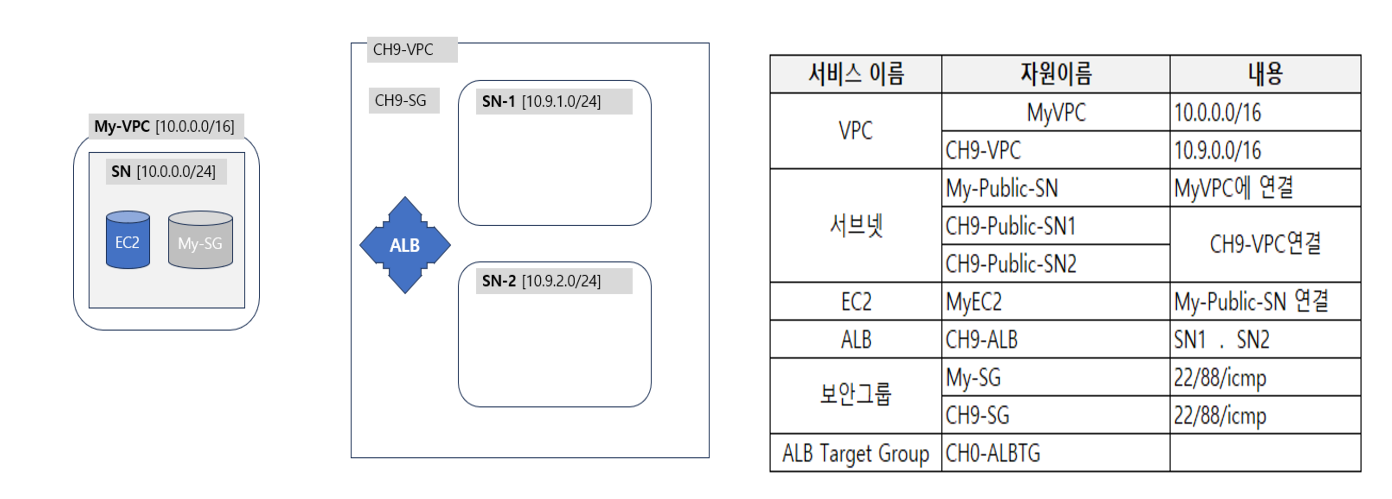 My-VPC [10.0.0.0/16]
SN [10.0.0.0/24]
EC2
My-SG
CH9-VPC
CH9-SG
SN-1 [10.9.1.0/24]
ALB
SN-2 [10.9.2.0/24]
서비스 이름 자원이름 내용
VPC MyVPC 10.0.0.0/16
CH9-VPC 10.9.0.0/16
서브넷 My-Public-SN MyVPC에 연결
CH9-Public-SN1 CH9-VPC연결
CH9-Public-SN2
EC2 MyEC2 My-Public-SN 연결
ALB CH9-ALB SN1 . SN2
보안그룹 My-SG 22/88/icmp
CH9-SG 22/88/icmp
ALB Target Group CH0-ALBTG